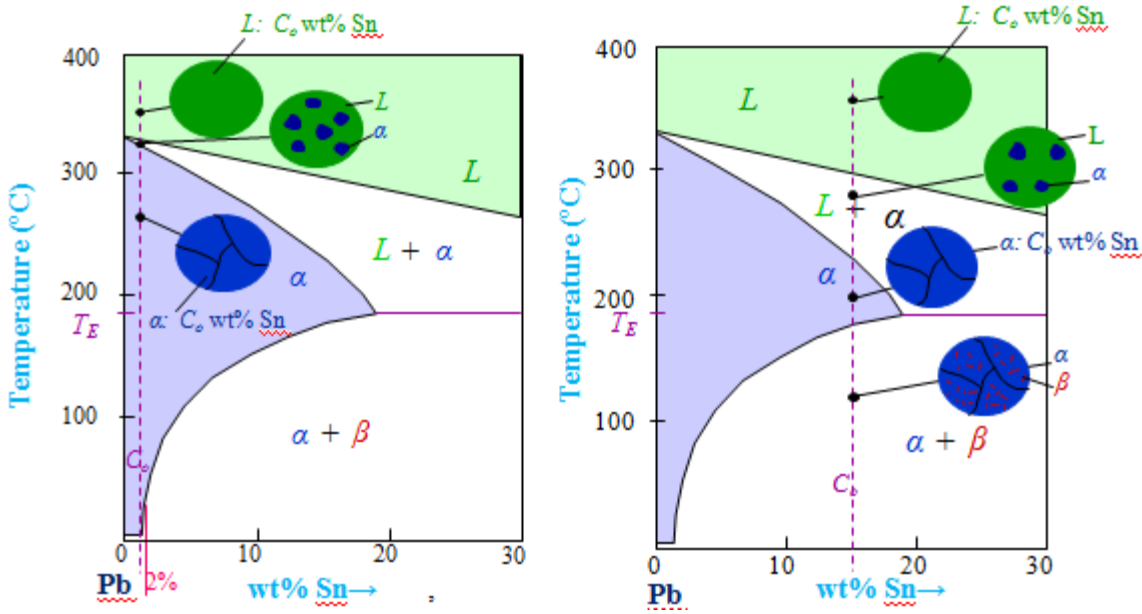 L: Cₒ wt% Sn
400
L
α
300
L
Temperature (°C)
L + α
α
200
α: Cₒ wt% Sn
T_E
100
α + β
Cₒ
0
10
20
30
Pb
2%
wt% Sn→
,
L: Cₒ wt% Sn
400
L
L
α
300
Temperature (°C)
L + α
α: Cₒ wt% Sn
α
200
T_E
α
β
100
α + β
Cₒ
0
10
20
30
Pb
wt% Sn→